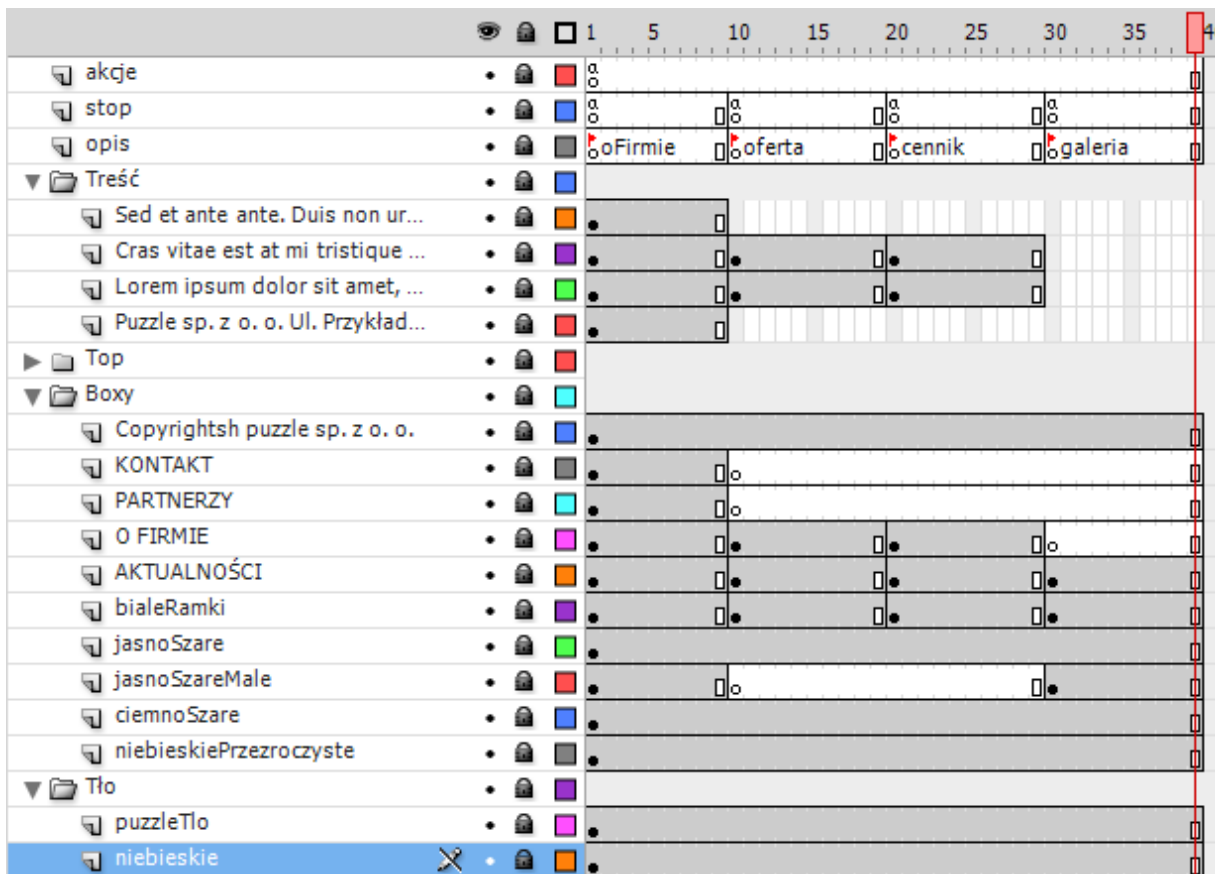 1 5 10 15 20 25 30 35 4
akcje
stop
opis oFirmie oferta cennik galeria
Treść
Sed et ante ante. Duis non ur...
Cras vitae est at mi tristique ...
Lorem ipsum dolor sit amet, ...
Puzzle sp. z o. o. Ul. Przykład...
Top
Boxy
Copyrightsh puzzle sp. z o. o.
KONTAKT
PARTNERZY
O FIRMIE
AKTUALNOŚCI
bialeRamki
jasnoSzare
jasnoSzareMale
ciemnoSzare
niebieskiePrzezroczyste
Tło
puzzleTlo
niebieskie